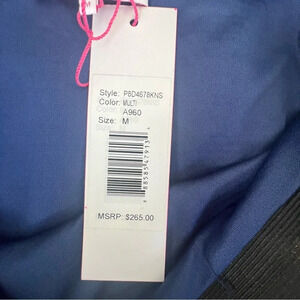 M
Style: P6D4678KNS
Color: MULTI
A960
Size: M
MSRP: $265.00